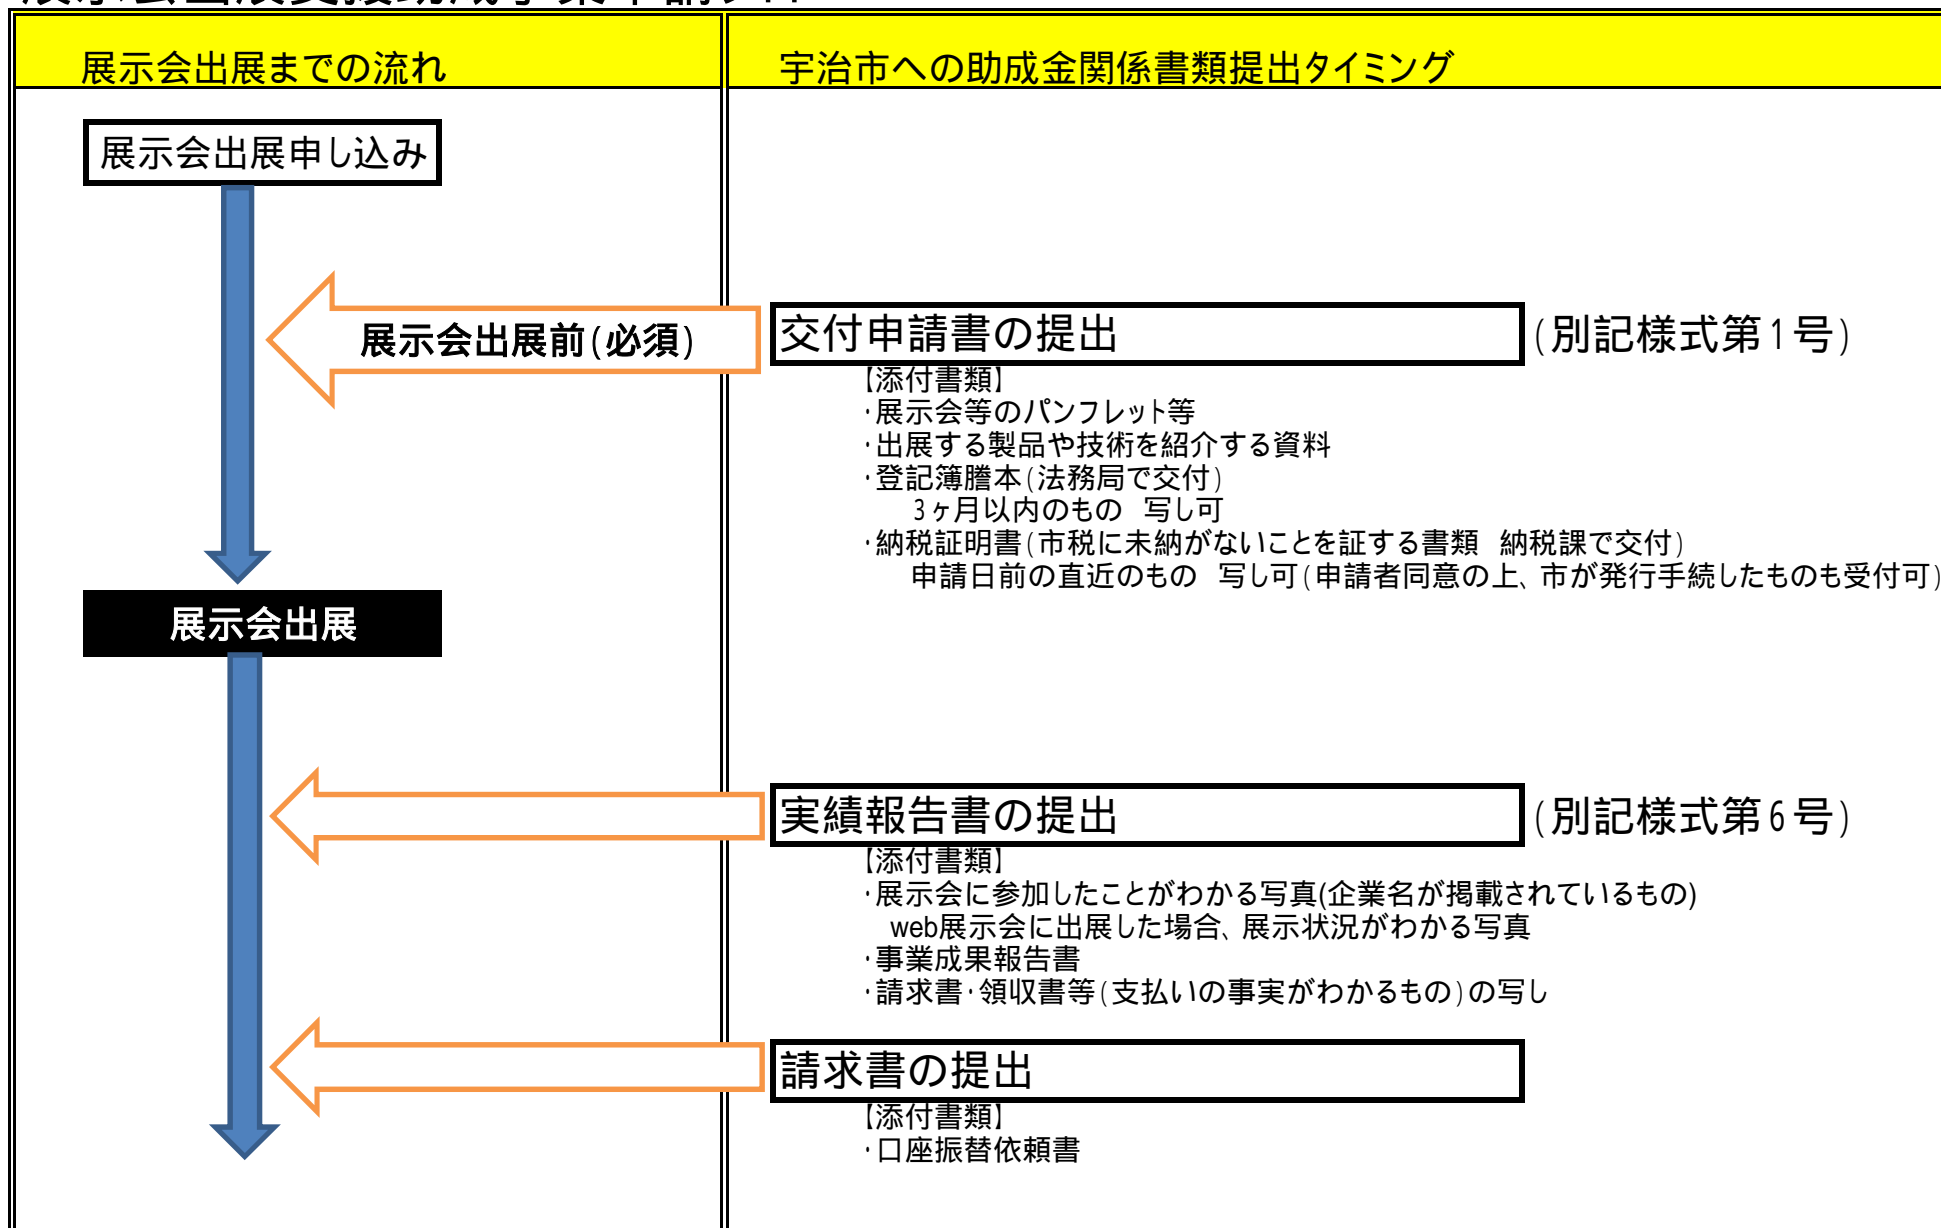 展示会出展までの流れ
宇治市への助成金関係書類提出タイミング
展示会出展申し込み
展示会出展前(必須)
交付申請書の提出
(別記様式第1号)
【添付書類】
・展示会等のパンフレット等
・出展する製品や技術を紹介する資料
・登記簿謄本(法務局で交付)
3ヶ月以内のもの 写し可
・納税証明書(市税に未納がないことを証する書類 納税課で交付)
申請日前の直近のもの 写し可(申請者同意の上、市が発行手続したものも受付可)
展示会出展
実績報告書の提出
(別記様式第6号)
【添付書類】
・展示会に参加したことがわかる写真(企業名が掲載されているもの)
web展示会に出展した場合、展示状況がわかる写真
・事業成果報告書
・請求書・領収書等(支払いの事実がわかるもの)の写し
請求書の提出
【添付書類】
・口座振替依頼書